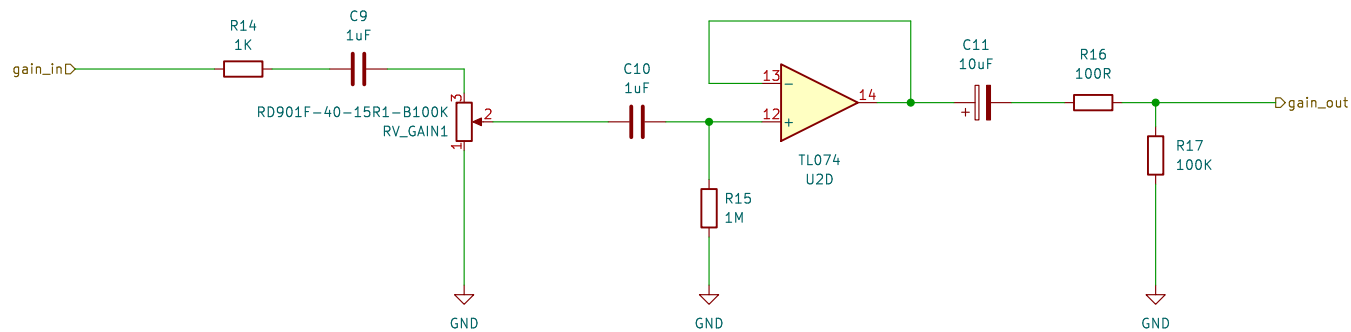 gain_in
R14
1K
C9
1uF
RD901F-40-15R1-B100K
RV_GAIN1
3
2
1
GND
C10
1uF
R15
1M
GND
13
12
14
-
+
TL074
U2D
C11
10uF
+
R16
100R
gain_out
R17
100K
GND